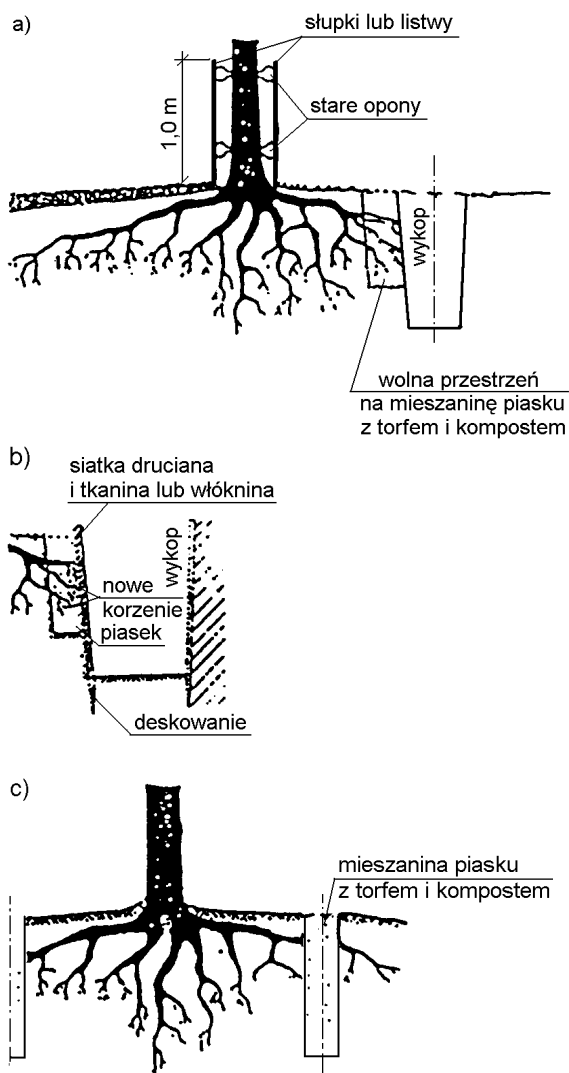 a)
słupki lub listwy
stare opony
1,0 m
wykop
wolna przestrzeń
na mieszaninę piasku
z torfem i kompostem
b)
siatka druciana
i tkanina lub włóknina
wykop
nowe
korzenie
piasek
deskowanie
c)
mieszanina piasku
z torfem i kompostem